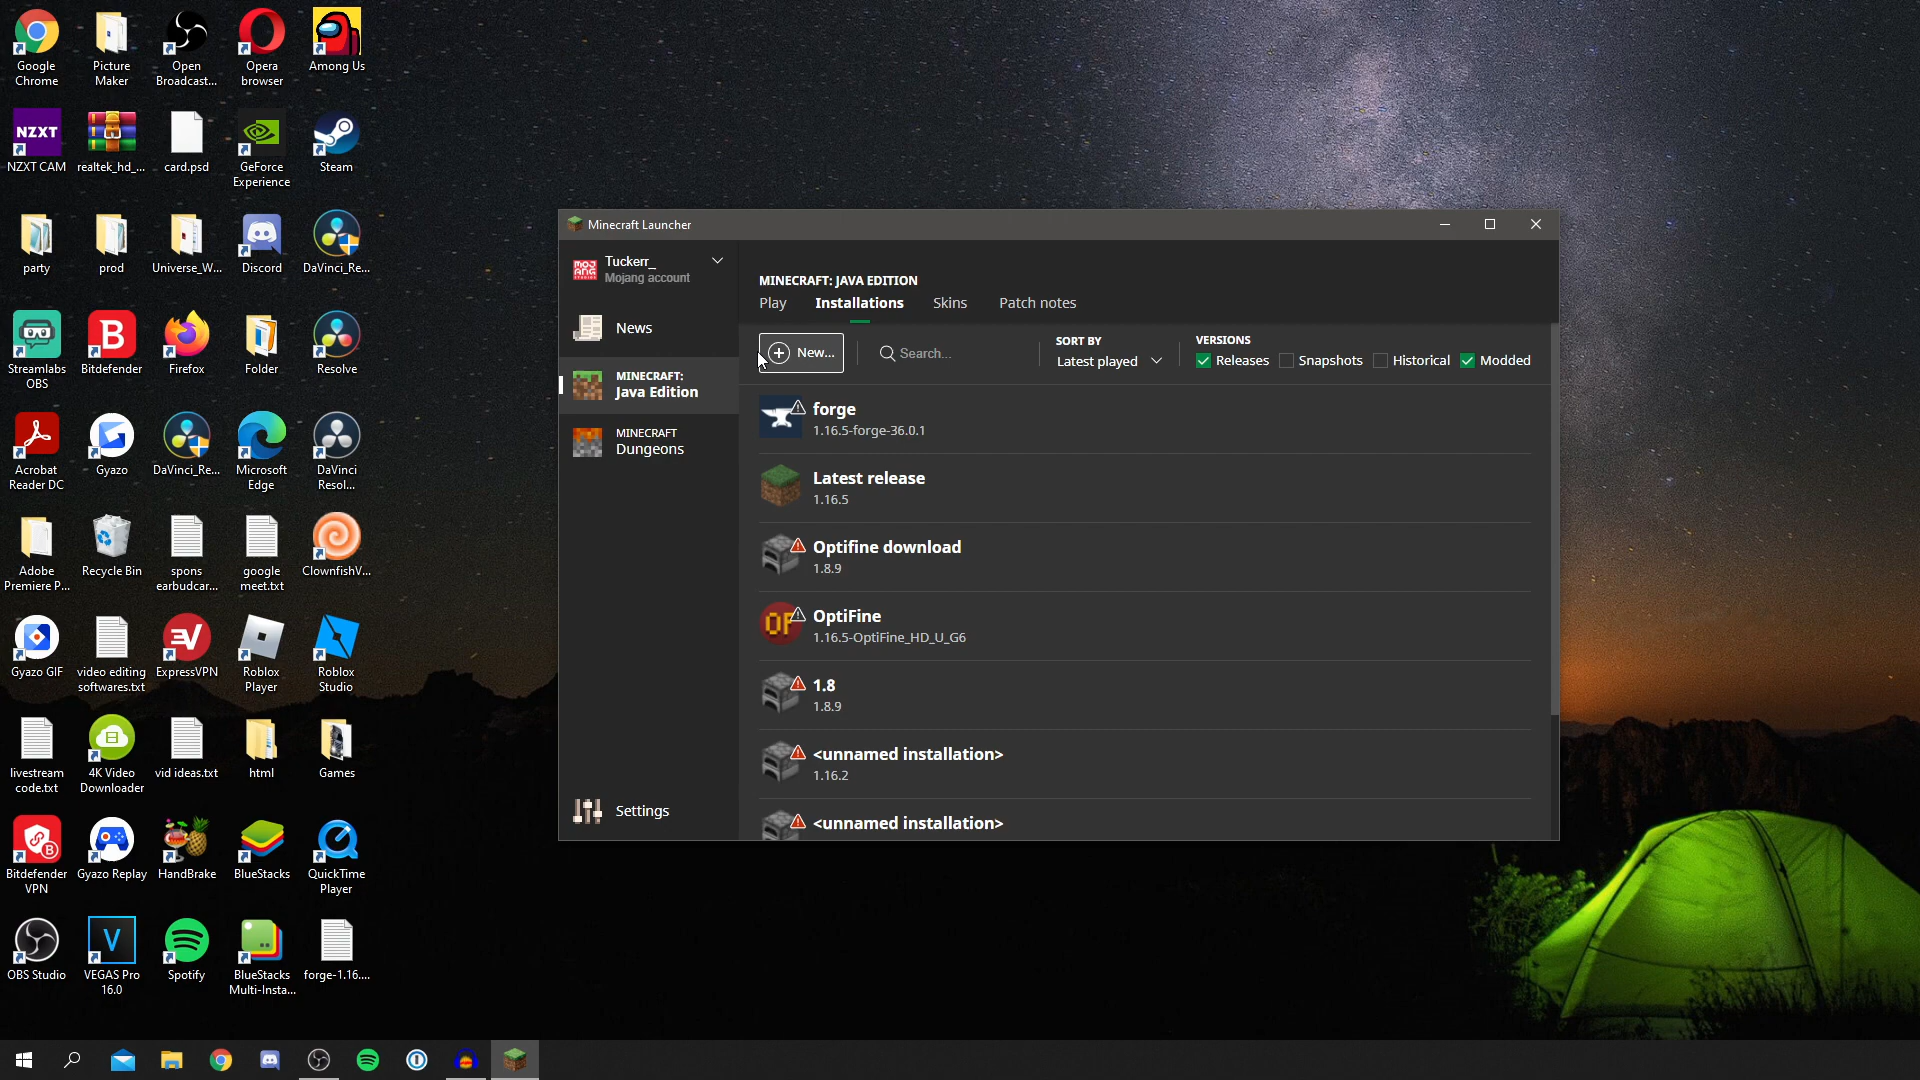 Google Chrome
Picture Maker
Open Broadcast...
Opera browser
Among Us
NZXT
NZXT CAM
realtek_hd_...
card.psd
GeForce Experience
Steam
party
prod
Universe_W...
Discord
DaVinci_Re...
Streamlabs OBS
B
Bitdefender
Firefox
Folder
Resolve
Acrobat Reader DC
Gyazo
DaVinci_Re...
Microsoft Edge
DaVinci Resol...
Adobe Premiere P...
Recycle Bin
spons earbudcar...
google meet.txt
ClownfishV...
Gyazo GIF
video editing softwares.txt
ExpressVPN
Roblox Player
Roblox Studio
livestream code.txt
4K Video Downloader
vid ideas.txt
html
Games
Bitdefender VPN
Gyazo Replay
HandBrake
BlueStacks
QuickTime Player
OBS Studio
V
VEGAS Pro 16.0
Spotify
BlueStacks Multi-Insta...
forge-1.16....
Minecraft Launcher
MOJANG
Tuckerr_
Mojang account
News
MINECRAFT:
Java Edition
MINECRAFT
Dungeons
Settings
MINECRAFT: JAVA EDITION
Play Installations Skins Patch notes
New...
Search...
SORT BY
Latest played
VERSIONS
Releases Snapshots Historical Modded
forge
1.16.5-forge-36.0.1
Latest release
1.16.5
Optifine download
1.8.9
OF
OptiFine
1.16.5-OptiFine_HD_U_G6
1.8
1.8.9
<unnamed installation>
1.16.2
<unnamed installation>